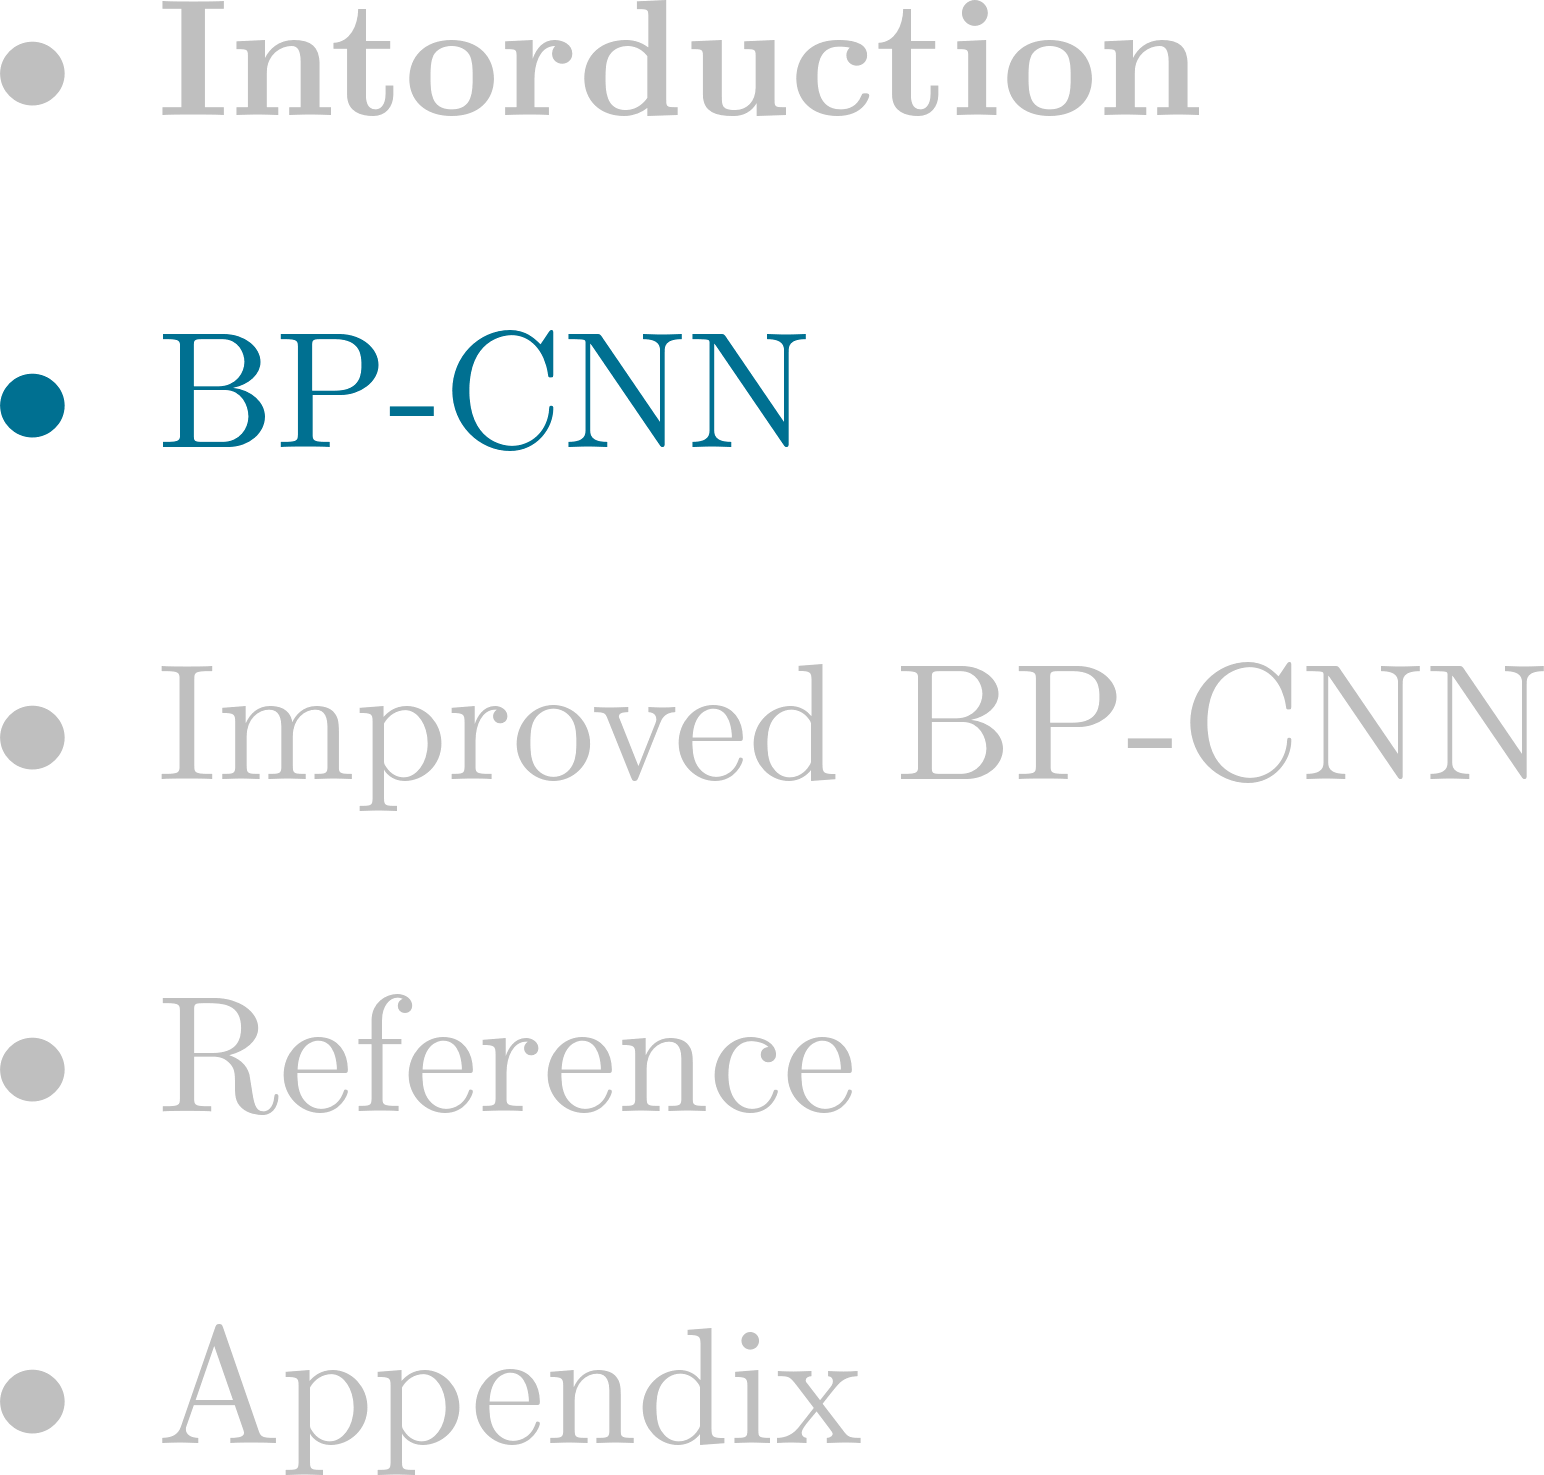 • Intorduction
• BP-CNN
• Improved BP-CNN
• Reference
• Appendix